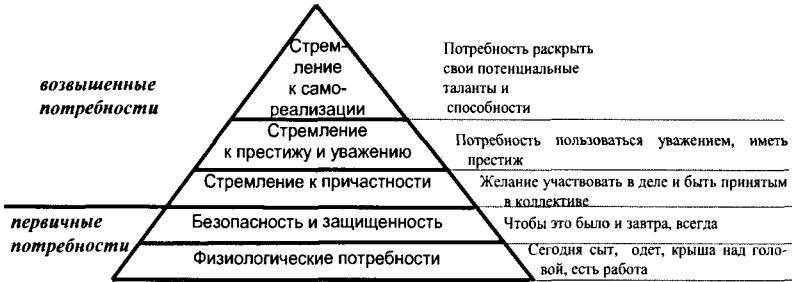 Стрем-
ление
к само-
реализации
Потребность раскрыть
свои потенциальные
таланты и
способности
возвышенные
потребности
Стремление
к престижу и уважению
Потребность пользоваться уважением, иметь
престиж
Стремление к причастности
Желание участвовать в деле и быть принятым
в коллективе
первичные
потребности
Безопасность и защищенность
Чтобы это было и завтра, всегда
Физиологические потребности
Сегодня сыт, одет, крыша над голо-
вой, есть работа